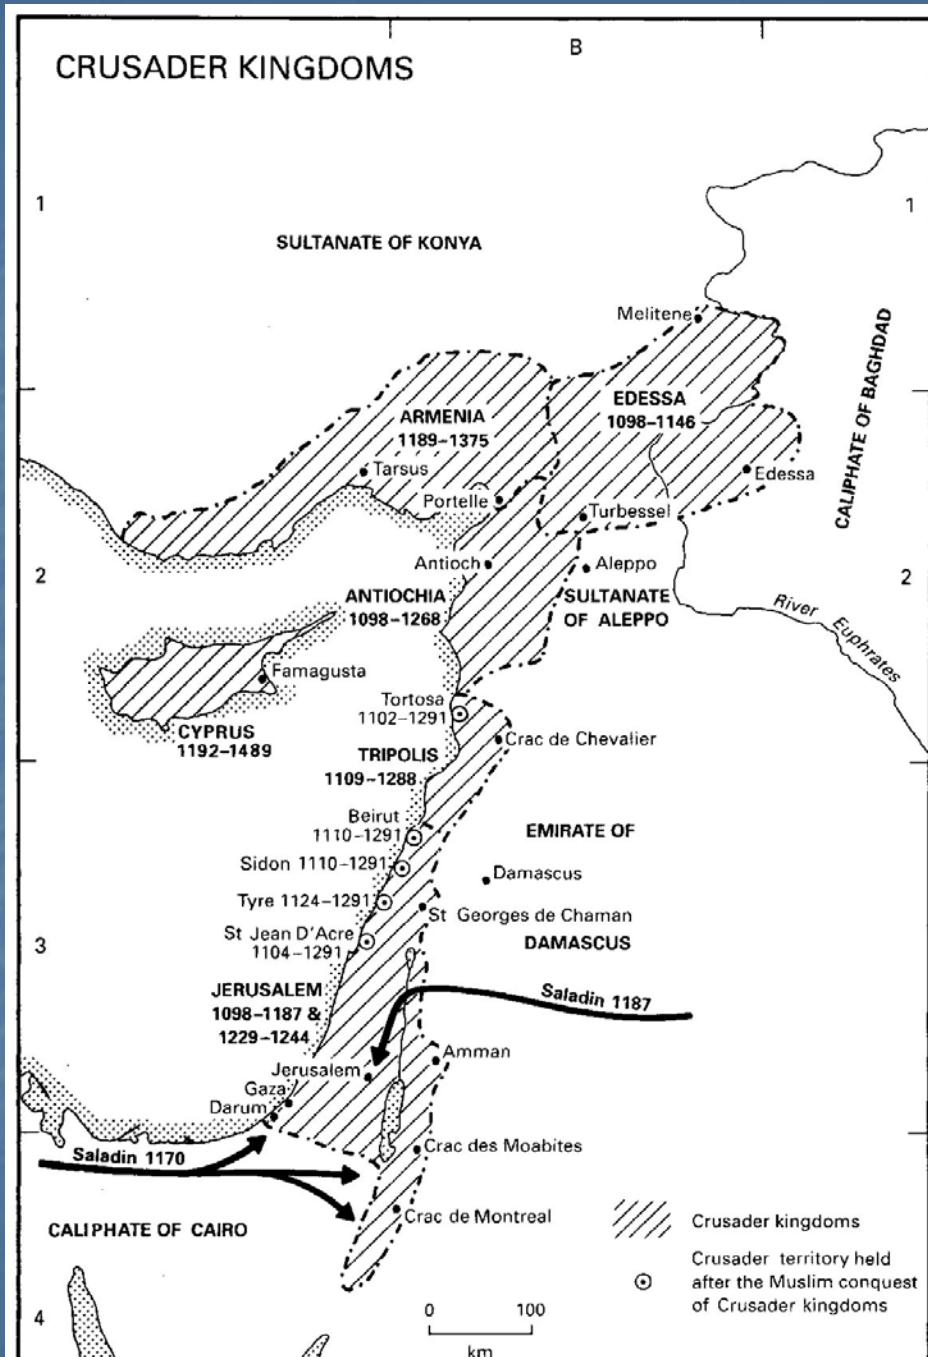 B
CRUSADER KINGDOMS
1
1
SULTANATE OF KONYA
Melitene
CALIPHATE OF BAGHDAD
EDESSA
1098–1146
ARMENIA
1189–1375
Tarsus
Edessa
Portelle
Turbessel
Antioch
Aleppo
2
2
ANTIOCHIA
1098–1268
SULTANATE
OF ALEPPO
River Euphrates
Famagusta
Tortosa
1102–1291
CYPRUS
1192–1489
Crac de Chevalier
TRIPOLIS
1109–1288
Beirut
1110–1291
EMIRATE OF
Sidon 1110–1291
Damascus
Tyre 1124–1291
St Georges de Chaman
St Jean D'Acre
1104–1291
DAMASCUS
3
JERUSALEM
1098–1187 &
1229–1244
Saladin 1187
Amman
Jerusalem
Gaza
Darum
Saladin 1170
Crac des Moabites
Crac de Montreal
CALIPHATE OF CAIRO
Crusader kingdoms
Crusader territory held
after the Muslim conquest
of Crusader kingdoms
4
0 100
km